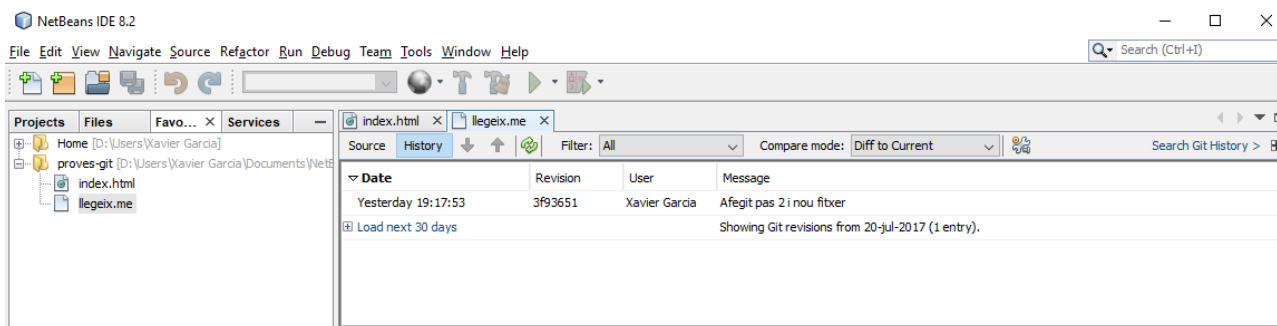 NetBeans IDE 8.2
File Edit View Navigate Source Refactor Run Debug Team Tools Window Help
Search (Ctrl+I)
Projects Files Favo... Services
index.html llegeix.me
Home [D:\Users\Xavier Garcia]
Source History Filter: All Compare mode: Diff to Current Search Git History >
proves-git [D:\Users\Xavier Garcia\Documents\NetB
index.html
llegeix.me
Date Revision User Message
Yesterday 19:17:53 3f93651 Xavier Garcia Afegit pas 2 i nou fitxer
Load next 30 days Showing Git revisions from 20-jul-2017 (1 entry).